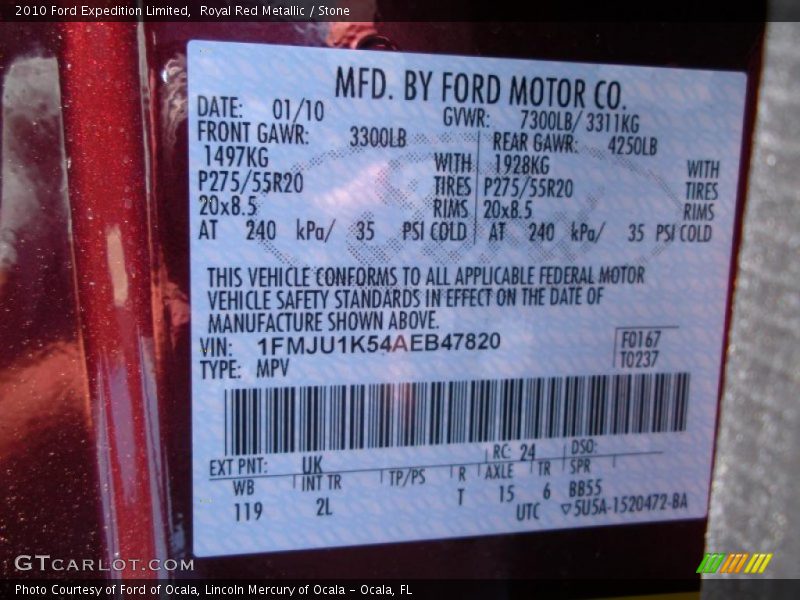 2010 Ford Expedition Limited, Royal Red Metallic / Stone
MFD. BY FORD MOTOR CO.
DATE: 01/10 GVWR: 7300LB/ 3311KG
FRONT GAWR: 3300LB REAR GAWR: 4250LB
1497KG WITH 1928KG WITH
P275/55R20 TIRES P275/55R20 TIRES
20x8.5 RIMS 20x8.5 RIMS
AT 240 kPa/ 35 PSI COLD AT 240 kPa/ 35 PSI COLD
THIS VEHICLE CONFORMS TO ALL APPLICABLE FEDERAL MOTOR
VEHICLE SAFETY STANDARDS IN EFFECT ON THE DATE OF
MANUFACTURE SHOWN ABOVE.
VIN: 1FMJU1K54AEB47820 F0167
TYPE: MPV T0237
EXT PNT: UK RC: 24 DSO:
WB INT TR TP/PS R AXLE TR SPR
119 2L T 15 6 BB55
UTC ▽5U5A-1520472-BA
GTCARLOT.COM
Photo Courtesy of Ford of Ocala, Lincoln Mercury of Ocala - Ocala, FL